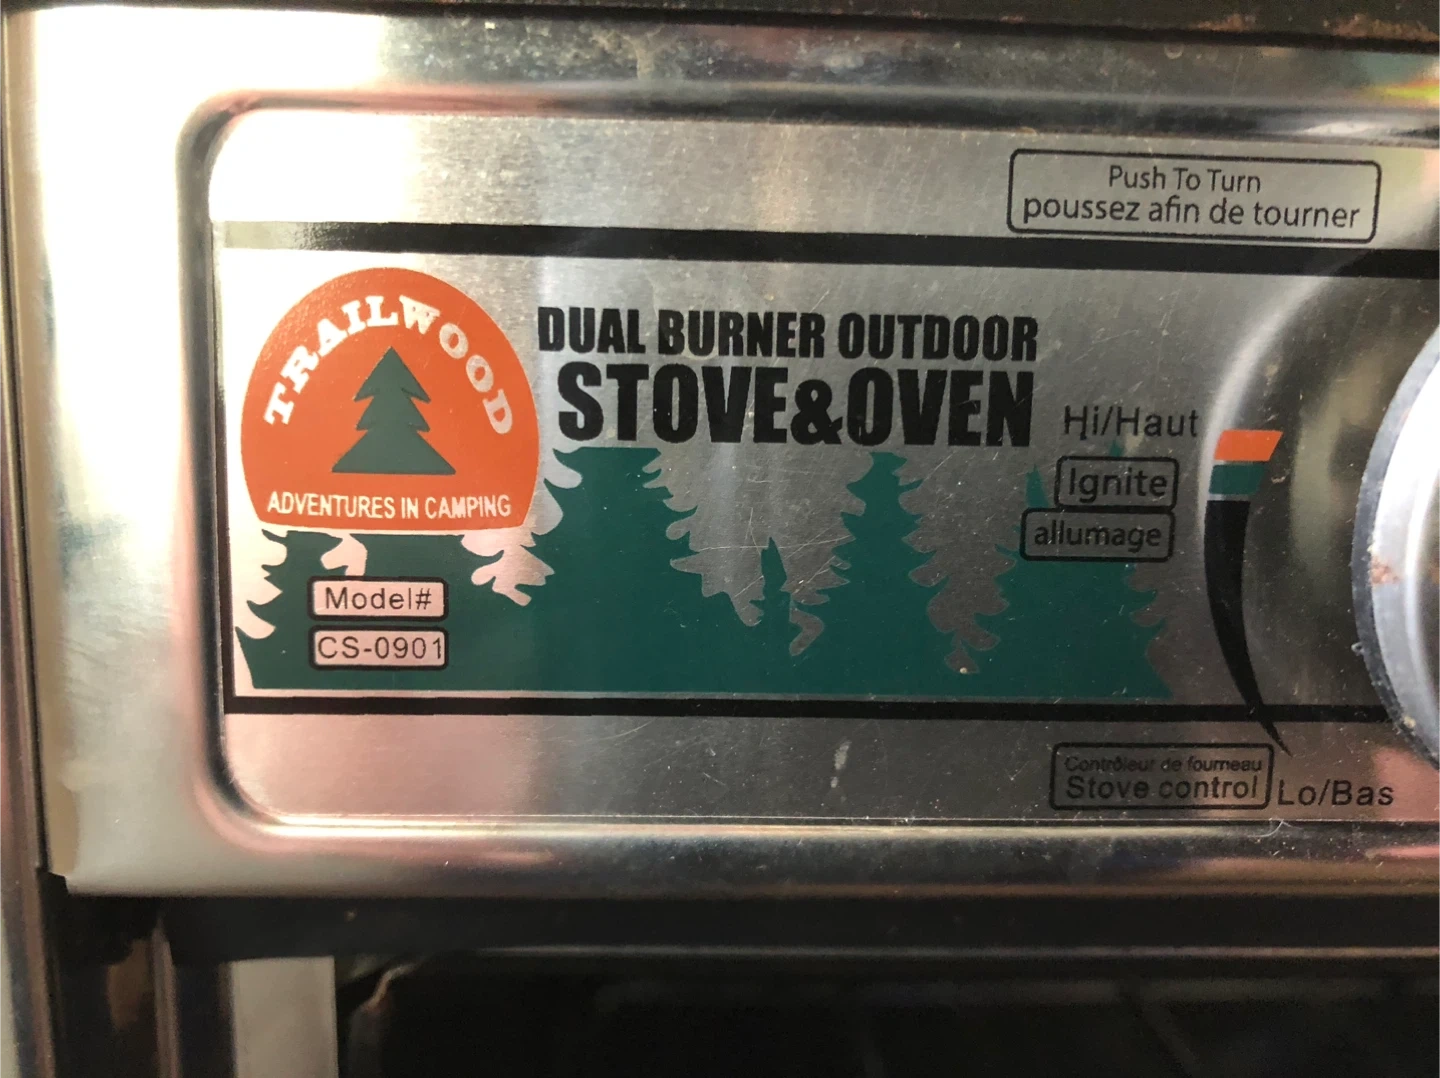 Push To Turn
poussez afin de tourner
TRAILWOOD
ADVENTURES IN CAMPING
DUAL BURNER OUTDOOR
STOVE&OVEN
Model#
CS-0901
Hi/Haut
Ignite
allumage
Contrôleur de fourneau
Stove control
Lo/Bas